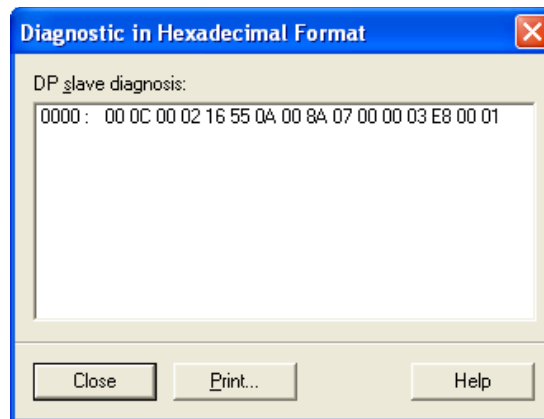 Diagnostic in Hexadecimal Format
DP slave diagnosis:
0000 : 00 0C 00 02 16 55 0A 00 8A 07 00 00 03 E8 00 01
Close Print... Help